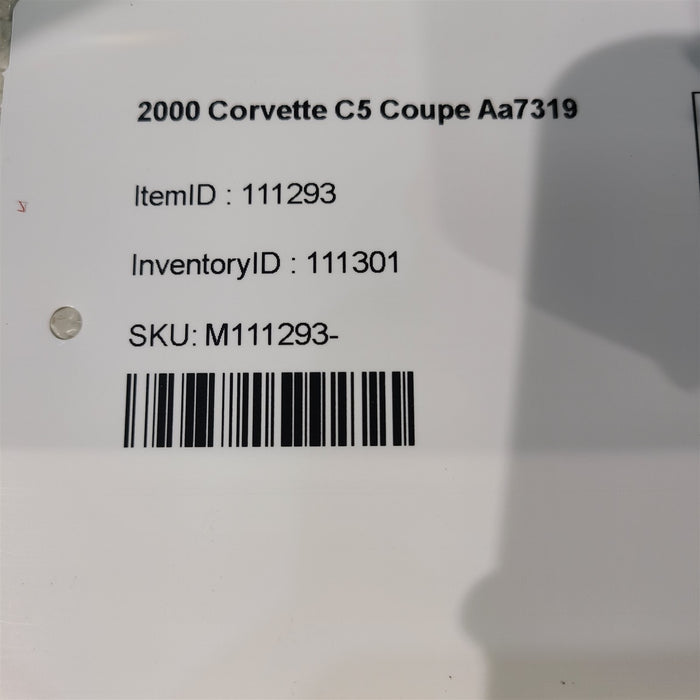 2000 Corvette C5 Coupe Aa7319
ItemID : 111293
InventoryID : 111301
SKU: M111293-